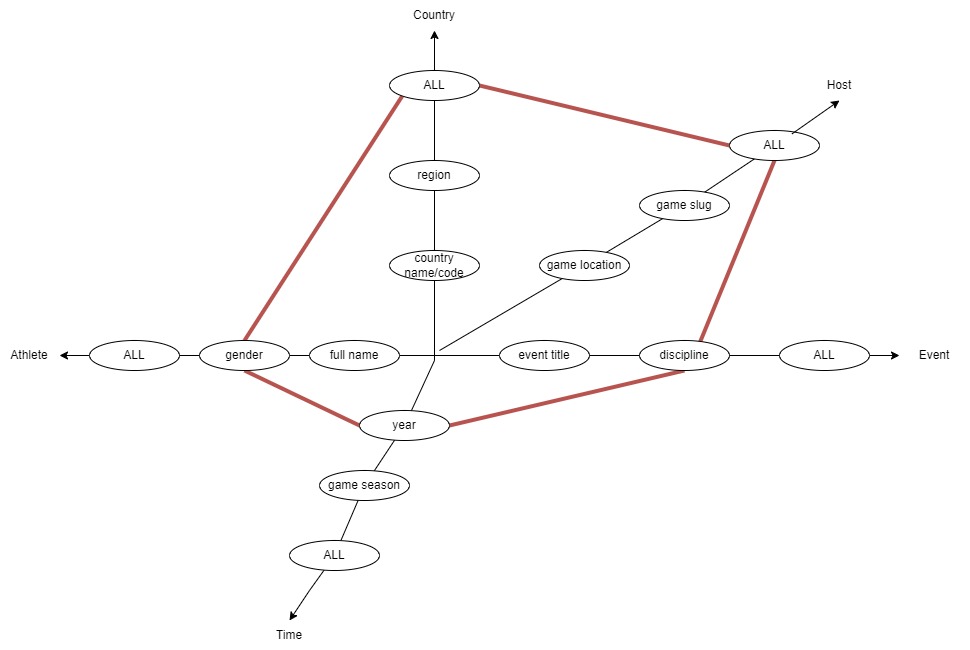 Country
ALL
Host
ALL
region
game slug
country
name/code
game location
Athlete
ALL
gender
full name
event title
discipline
ALL
Event
year
game season
ALL
Time